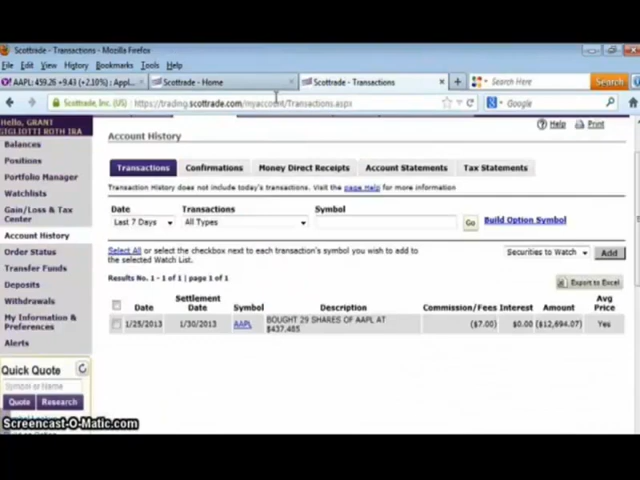 Scottrade - Transactions - Mozilla Firefox
File Edit View History Bookmarks Tools Help
AAPL: 459.26 +9.43 (+2.10%) : Appl... Scottrade - Home Scottrade - Transactions Search Here Search
Scottrade, Inc. (US) https://trading.scottrade.com/myaccount/Transactions.aspx Google
Hello, GRANT
GIGLIOTTI ROTH IRA
Balances
Positions
Portfolio Manager
Watchlists
Gain/Loss & Tax
Center
Account History
Order Status
Transfer Funds
Deposits
Withdrawals
My Information &
Preferences
Alerts
Quick Quote
Symbol or Name
Quote Research
Help Print
Account History
Transactions Confirmations Money Direct Receipts Account Statements Tax Statements
Transaction History does not include today's transactions. Visit the page Help for more information
Date Transactions Symbol
Last 7 Days All Types Go Build Option Symbol
Select All or select the checkbox next to each transaction's symbol you wish to add to
the selected Watch List.
Securities to Watch Add
Results No. 1 - 1 of 1 | page 1 of 1
Export to Excel
Date Settlement Date Symbol Description Commission/Fees Interest Amount Avg Price
1/25/2013 1/30/2013 AAPL BOUGHT 29 SHARES OF AAPL AT $437.485 ($7.00) $0.00 ($12,694.07) Yes
Screencast-O-Matic.com